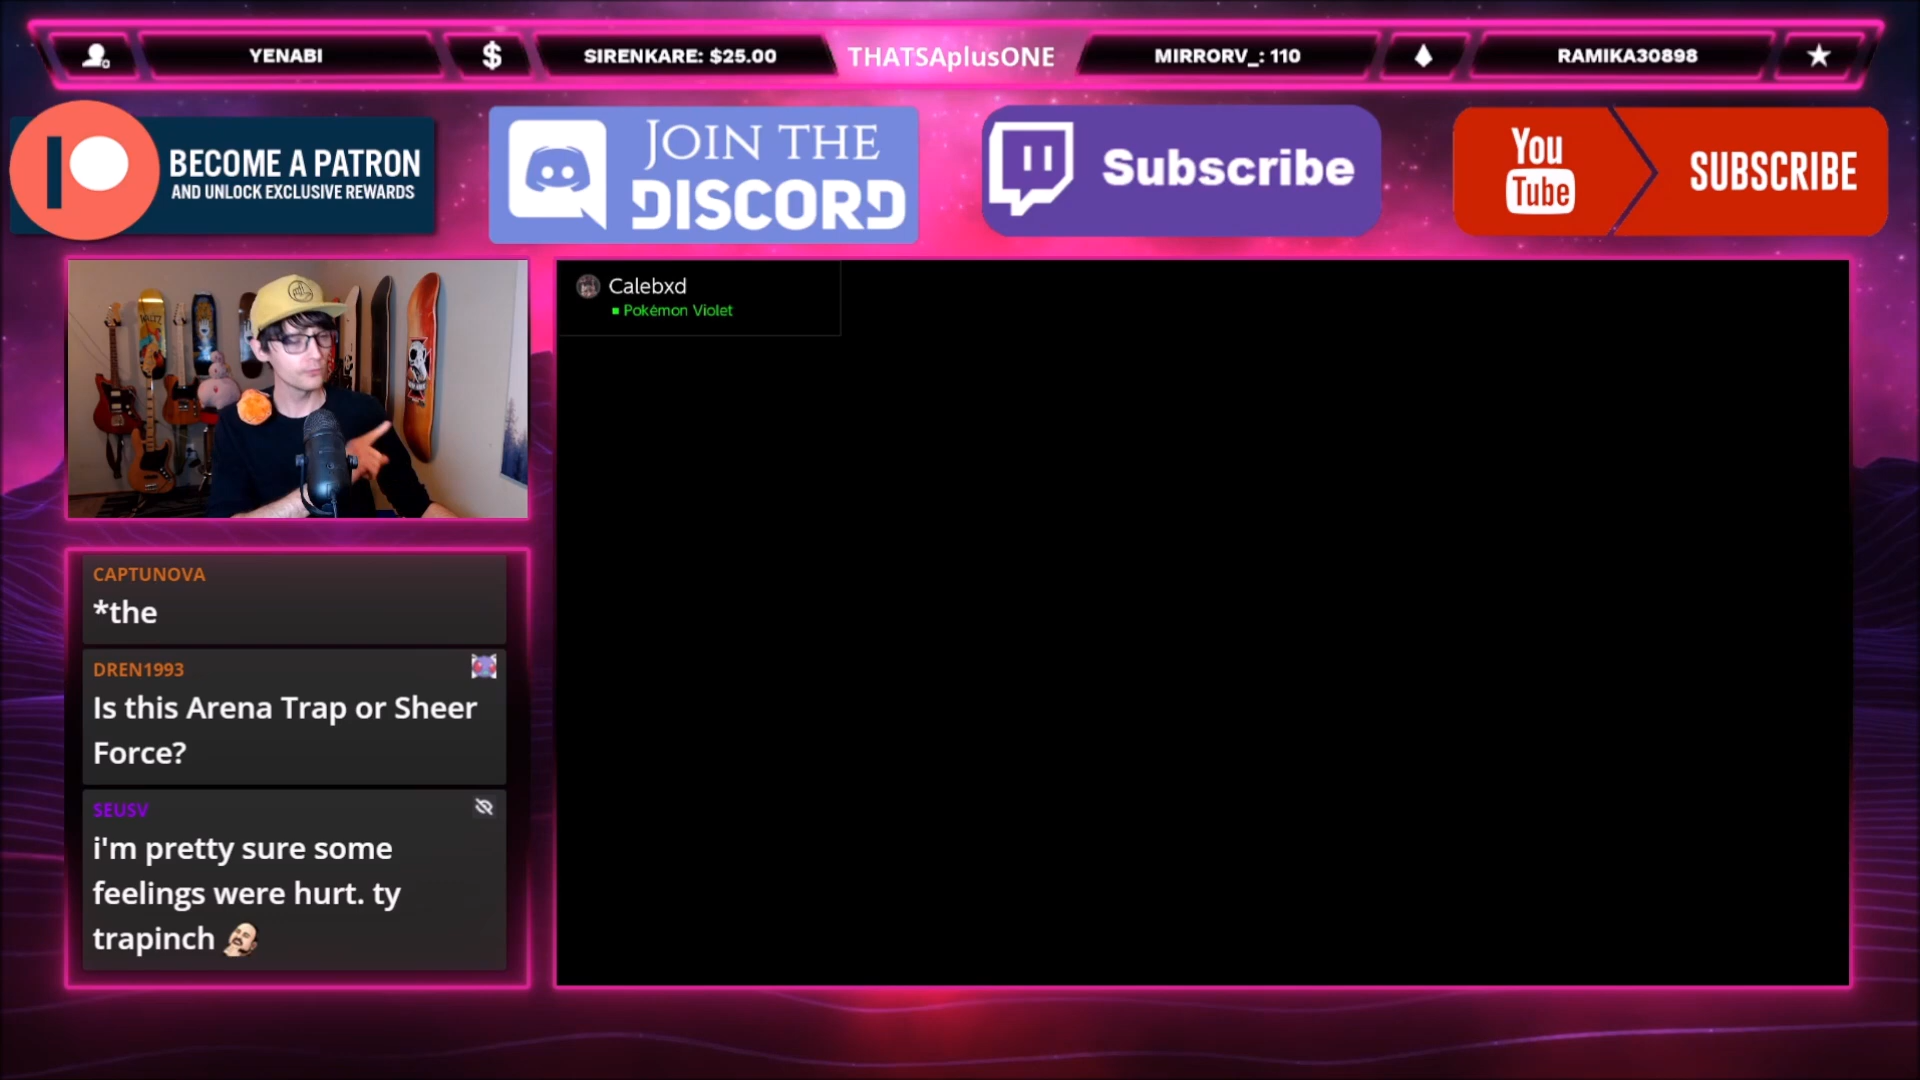 YENABI
$
SIRENKARE: $25.00
THATSAplusONE
MIRRORV_: 110
RAMIKA30898
BECOME A PATRON
AND UNLOCK EXCLUSIVE REWARDS
JOIN THE
DISCORD
Subscribe
You
Tube
SUBSCRIBE
Calebxd
Pokémon Violet
CAPTUNOVA
*the
DREN1993
Is this Arena Trap or Sheer
Force?
SEUSV
i'm pretty sure some
feelings were hurt. ty
trapinch